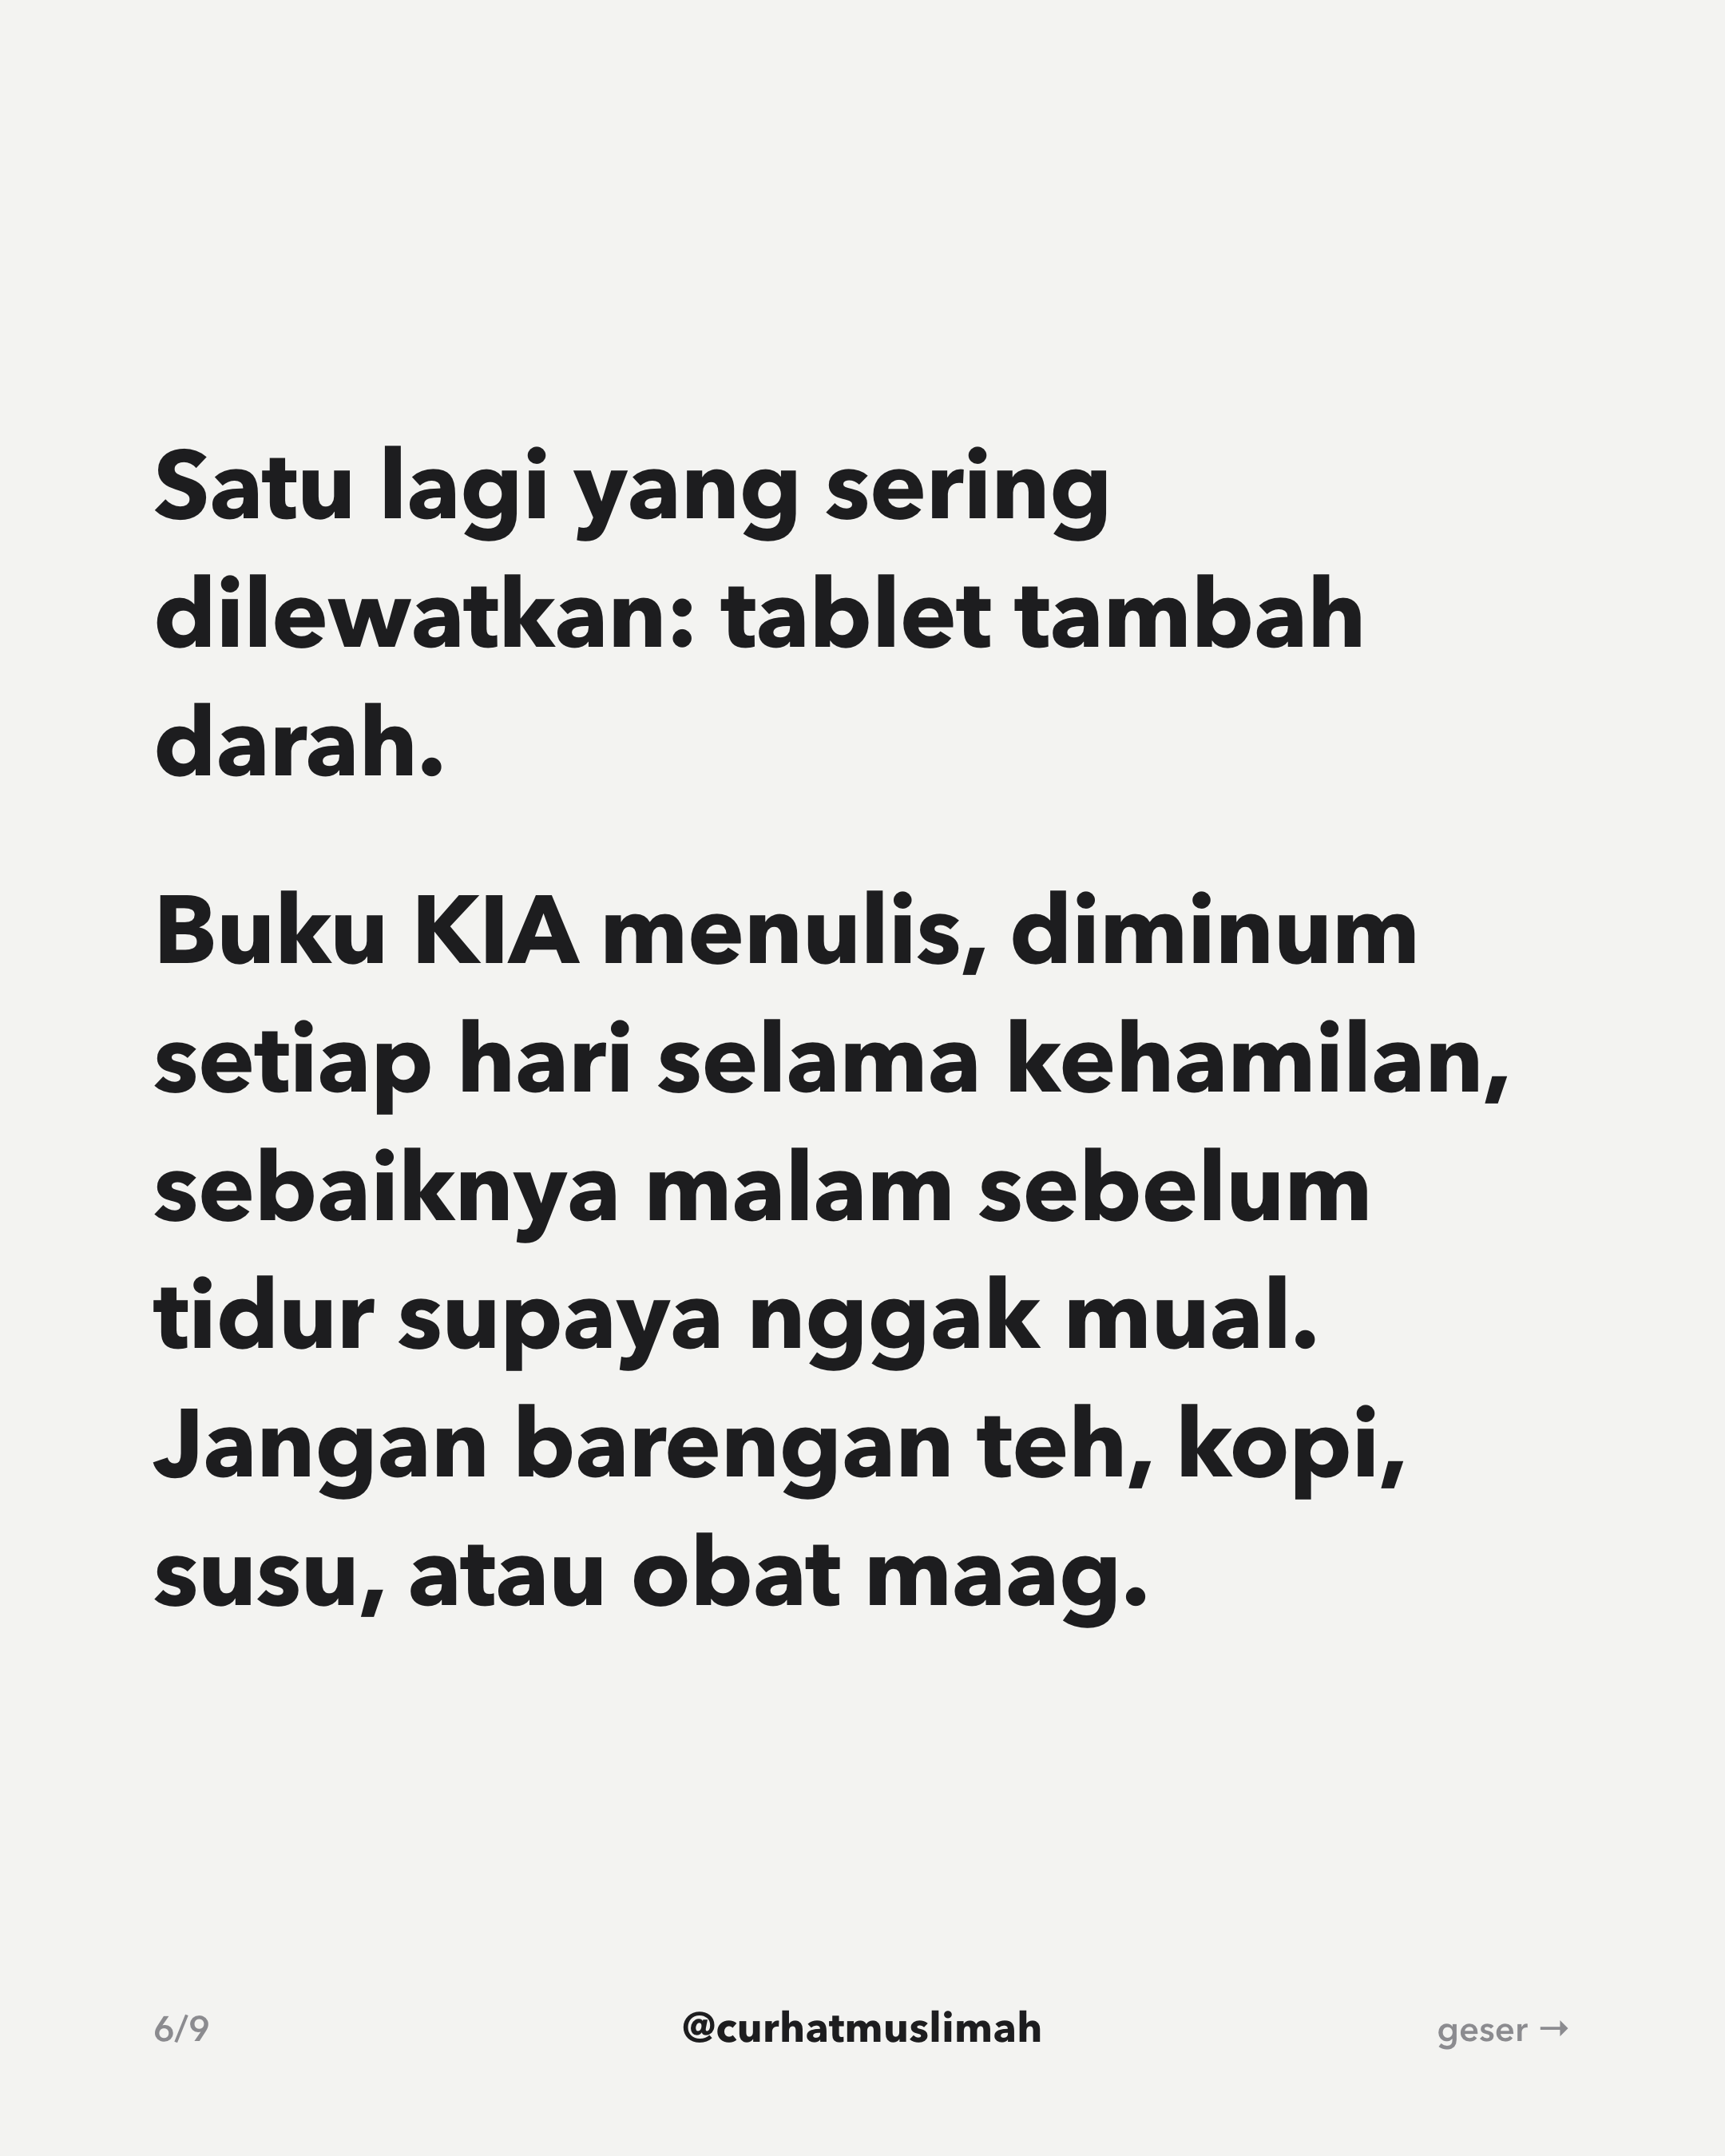 Satu lagi yang sering
dilewatkan: tablet tambah
darah.
Buku KIA menulis, diminum
setiap hari selama kehamilan,
sebaiknya malam sebelum
tidur supaya nggak mual.
Jangan barengan teh, kopi,
susu, atau obat maag.
6/9
@curhatmuslimah
geser →